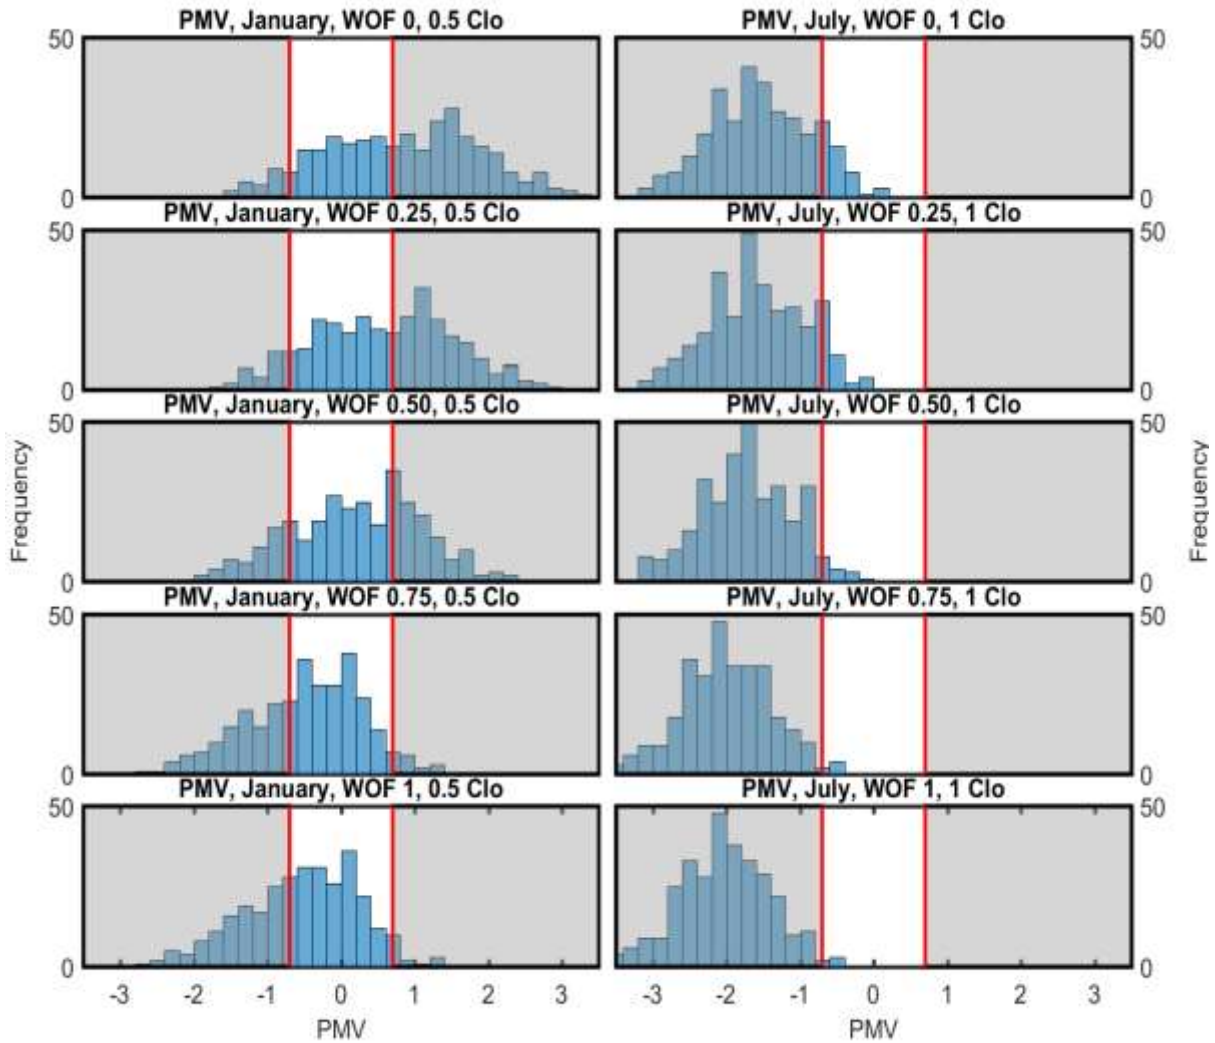 PMV, January, WOF 0, 0.5 Clo
PMV, July, WOF 0, 1 Clo
50
50
0
0
PMV, January, WOF 0.25, 0.5 Clo
PMV, July, WOF 0.25, 1 Clo
50
50
0
0
PMV, January, WOF 0.50, 0.5 Clo
PMV, July, WOF 0.50, 1 Clo
50
50
Frequency
Frequency
0
0
PMV, January, WOF 0.75, 0.5 Clo
PMV, July, WOF 0.75, 1 Clo
50
50
0
0
PMV, January, WOF 1, 0.5 Clo
PMV, July, WOF 1, 1 Clo
50
50
0
0
-3 -2 -1 0 1 2 3
-3 -2 -1 0 1 2 3
PMV
PMV